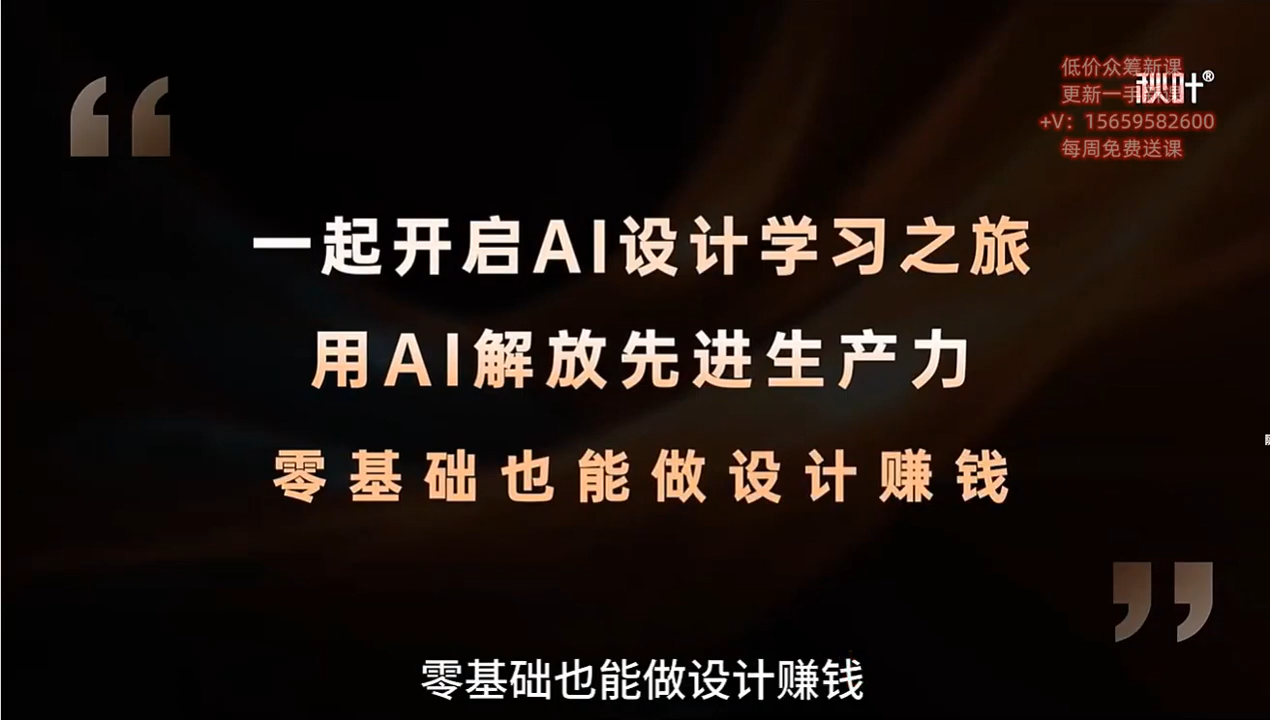 低价众筹新课
秋叶®
更新一手课源
+V：15659582600
每周免费送课
“
一起开启AI设计学习之旅
用AI解放先进生产力
零基础也能做设计赚钱
”
零基础也能做设计赚钱